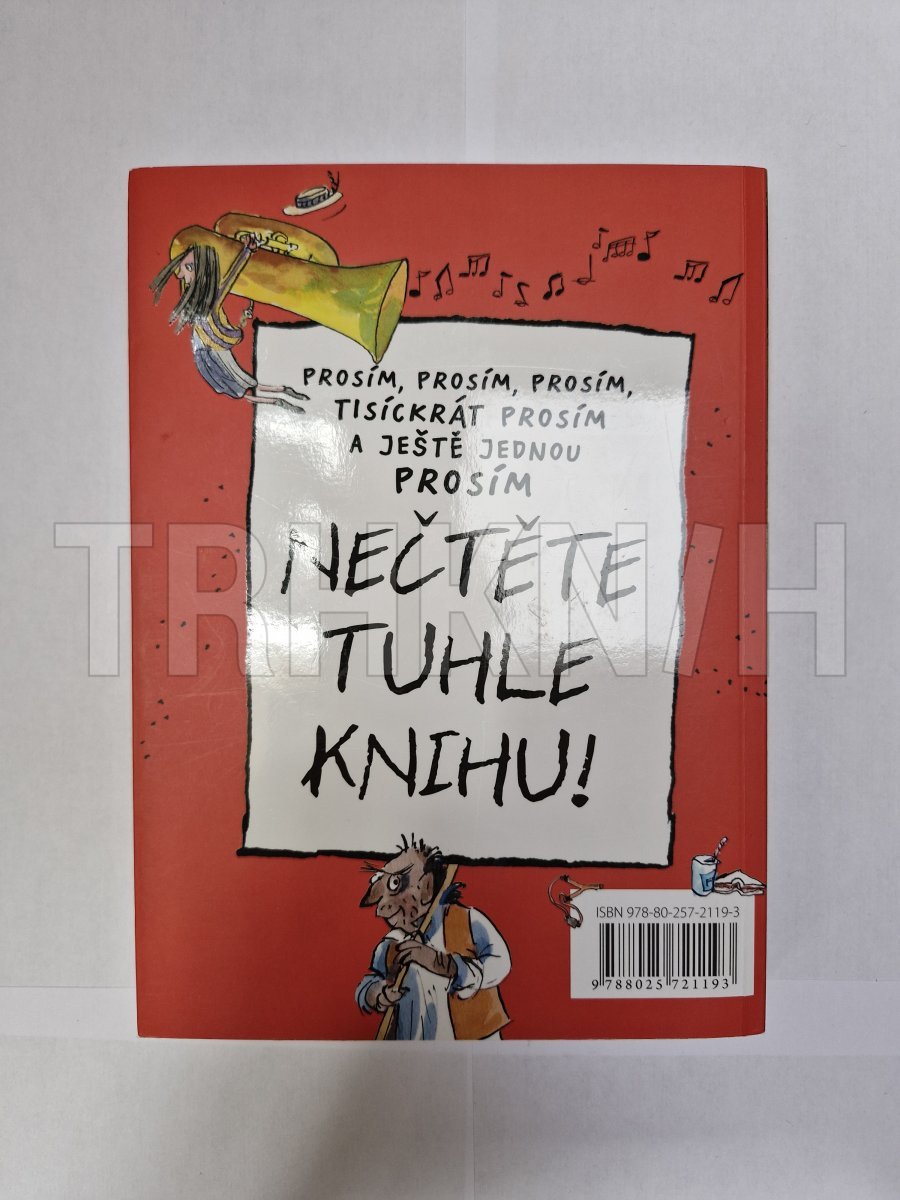 PROSÍM, PROSÍM, PROSÍM,
TISÍCKRÁT PROSÍM
A JEŠTĚ JEDNOU
PROSÍM
NEČTĚTE
TUHLE
KNIHU!
TRHKNIH
ISBN 978-80-257-2119-3
9 788025 721193